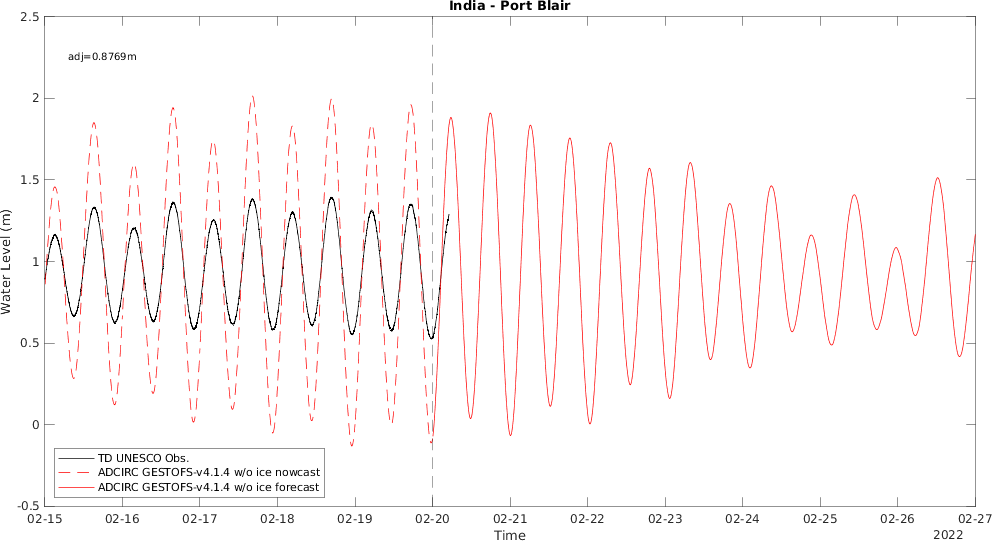 India - Port Blair
adj=0.8769m
2.5
2
1.5
1
0.5
0
-0.5
Water Level (m)
TD UNESCO Obs.
ADCIRC GESTOFS-v4.1.4 w/o ice nowcast
ADCIRC GESTOFS-v4.1.4 w/o ice forecast
02-15 02-16 02-17 02-18 02-19 02-20 02-21 02-22 02-23 02-24 02-25 02-26 02-27
Time
2022